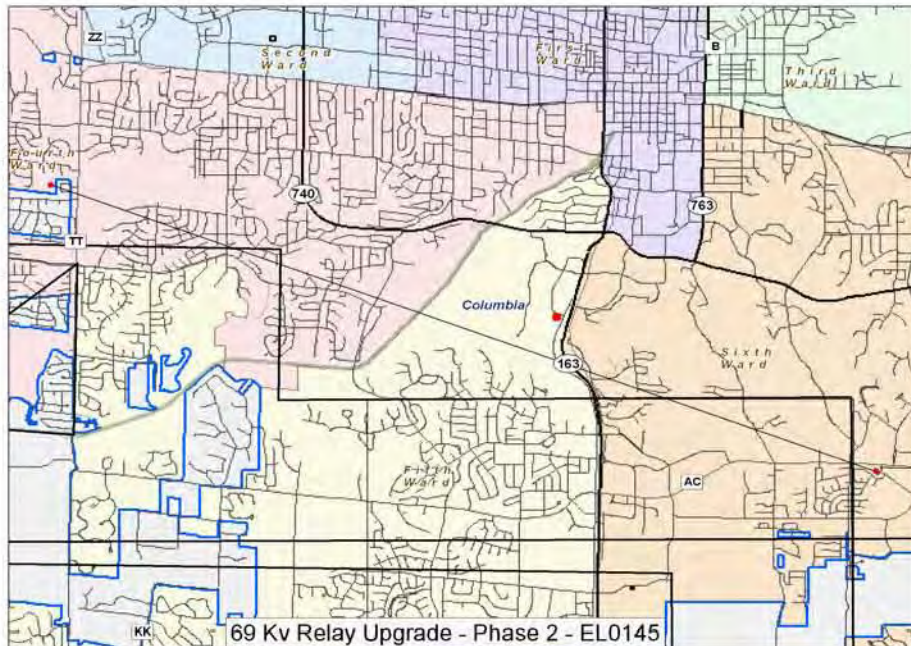 ZZ
Second
Ward
First
Ward
B
Third
Ward
Fourth
Ward
740
763
TT
Columbia
163
Sixth
Ward
Fifth
Ward
AC
KK
69 Kv Relay Upgrade - Phase 2 - EL0145